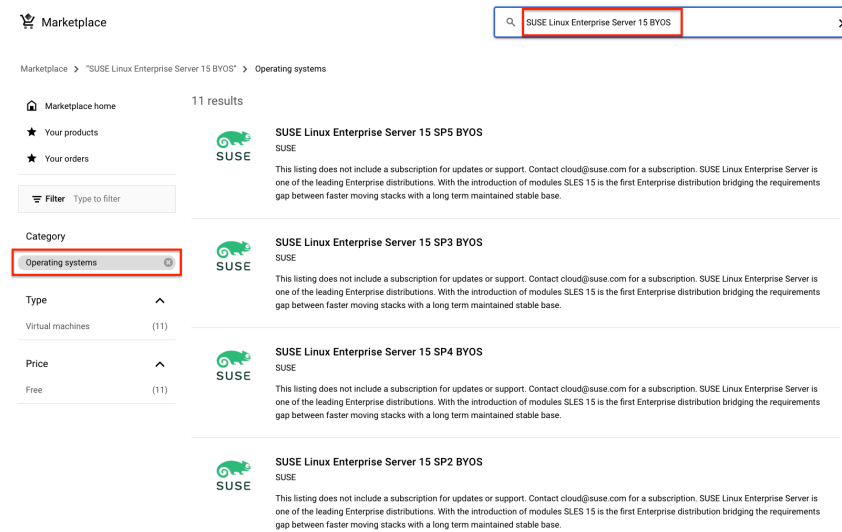 Marketplace
SUSE Linux Enterprise Server 15 BYOS
Marketplace > "SUSE Linux Enterprise Server 15 BYOS" > Operating systems
Marketplace home
Your products
Your orders
Filter Type to filter
Category
Operating systems
Type
Virtual machines (11)
Price
Free (11)
11 results
SUSE
SUSE Linux Enterprise Server 15 SP5 BYOS
SUSE
This listing does not include a subscription for updates or support. Contact cloud@suse.com for a subscription. SUSE Linux Enterprise Server is
one of the leading Enterprise distributions. With the introduction of modules SLES 15 is the first Enterprise distribution bridging the requirements
gap between faster moving stacks with a long term maintained stable base.
SUSE
SUSE Linux Enterprise Server 15 SP3 BYOS
SUSE
This listing does not include a subscription for updates or support. Contact cloud@suse.com for a subscription. SUSE Linux Enterprise Server is
one of the leading Enterprise distributions. With the introduction of modules SLES 15 is the first Enterprise distribution bridging the requirements
gap between faster moving stacks with a long term maintained stable base.
SUSE
SUSE Linux Enterprise Server 15 SP4 BYOS
SUSE
This listing does not include a subscription for updates or support. Contact cloud@suse.com for a subscription. SUSE Linux Enterprise Server is
one of the leading Enterprise distributions. With the introduction of modules SLES 15 is the first Enterprise distribution bridging the requirements
gap between faster moving stacks with a long term maintained stable base.
SUSE
SUSE Linux Enterprise Server 15 SP2 BYOS
SUSE
This listing does not include a subscription for updates or support. Contact cloud@suse.com for a subscription. SUSE Linux Enterprise Server is
one of the leading Enterprise distributions. With the introduction of modules SLES 15 is the first Enterprise distribution bridging the requirements
gap between faster moving stacks with a long term maintained stable base.